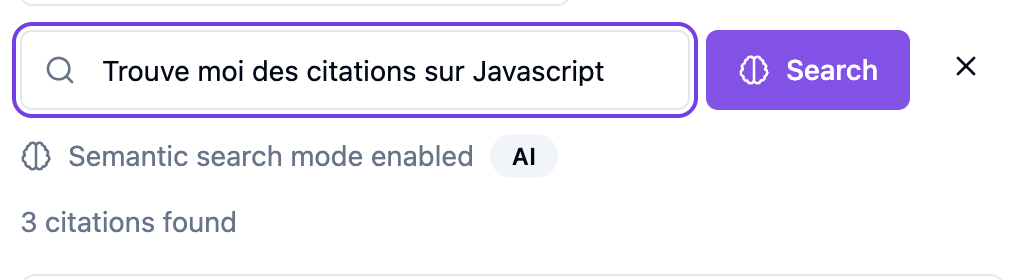 Trouve moi des citations sur Javascript
Search
Semantic search mode enabled AI
3 citations found